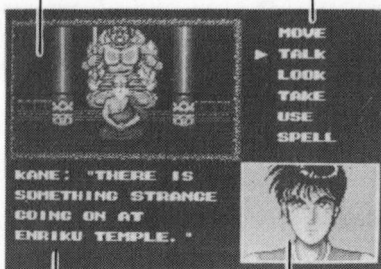 MOVE
TALK
LOOK
TAKE
USE
SPELL
KANE: "THERE IS
SOMETHING STRANGE
GOING ON AT
ENRIKU TEMPLE."